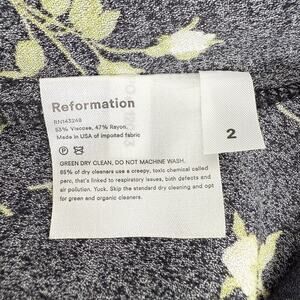 Reformation
RN143248
53% Viscose, 47% Rayon
Made in USA of imported fabric
2
GREEN DRY CLEAN, DO NOT MACHINE WASH.
85% of dry cleaners use a creepy, toxic chemical called
perc, that's linked to respiratory issues, birth defects and
air pollution. Yuck. Skip the standard dry cleaning and opt
for green and organic cleaners.